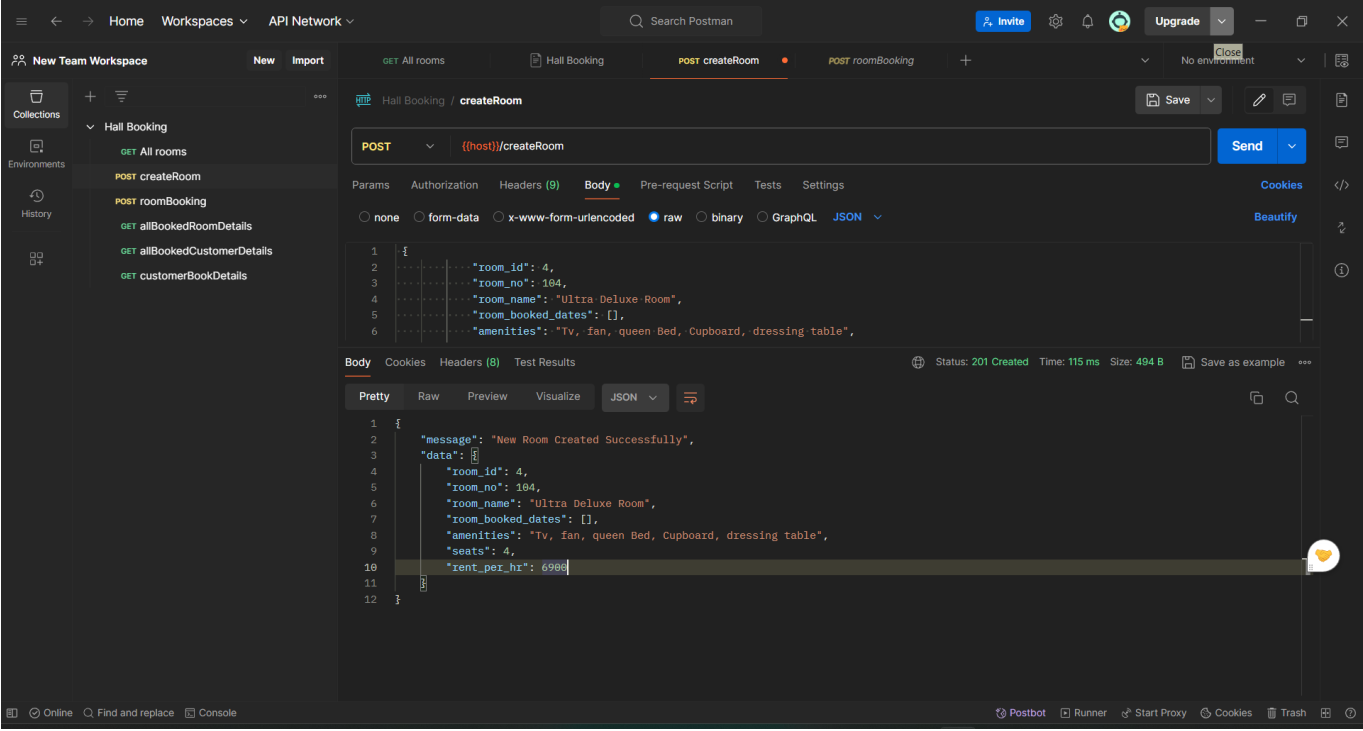 Home Workspaces API Network Search Postman Invite Upgrade
Close
New Team Workspace New Import GET All rooms Hall Booking POST createRoom POST roomBooking No environment
Collections
Environments
History
Hall Booking
GET All rooms
POST createRoom
POST roomBooking
GET allBookedRoomDetails
GET allBookedCustomerDetails
GET customerBookDetails
HTTP Hall Booking / createRoom Save
POST {{host}}/createRoom Send
Params Authorization Headers (9) Body Pre-request Script Tests Settings Cookies
none form-data x-www-form-urlencoded raw binary GraphQL JSON Beautify
1 {
2 "room_id": 4,
3 "room_no": 104,
4 "room_name": "Ultra Deluxe Room",
5 "room_booked_dates": [],
6 "amenities": "Tv, fan, queen Bed, Cupboard, dressing table",
Body Cookies Headers (8) Test Results Status: 201 Created Time: 115 ms Size: 494 B Save as example
Pretty Raw Preview Visualize JSON
1 {
2 "message": "New Room Created Successfully",
3 "data": {
4 "room_id": 4,
5 "room_no": 104,
6 "room_name": "Ultra Deluxe Room",
7 "room_booked_dates": [],
8 "amenities": "Tv, fan, queen Bed, Cupboard, dressing table",
9 "seats": 4,
10 "rent_per_hr": 6900
11 }
12 }
Online Find and replace Console Postbot Runner Start Proxy Cookies Trash